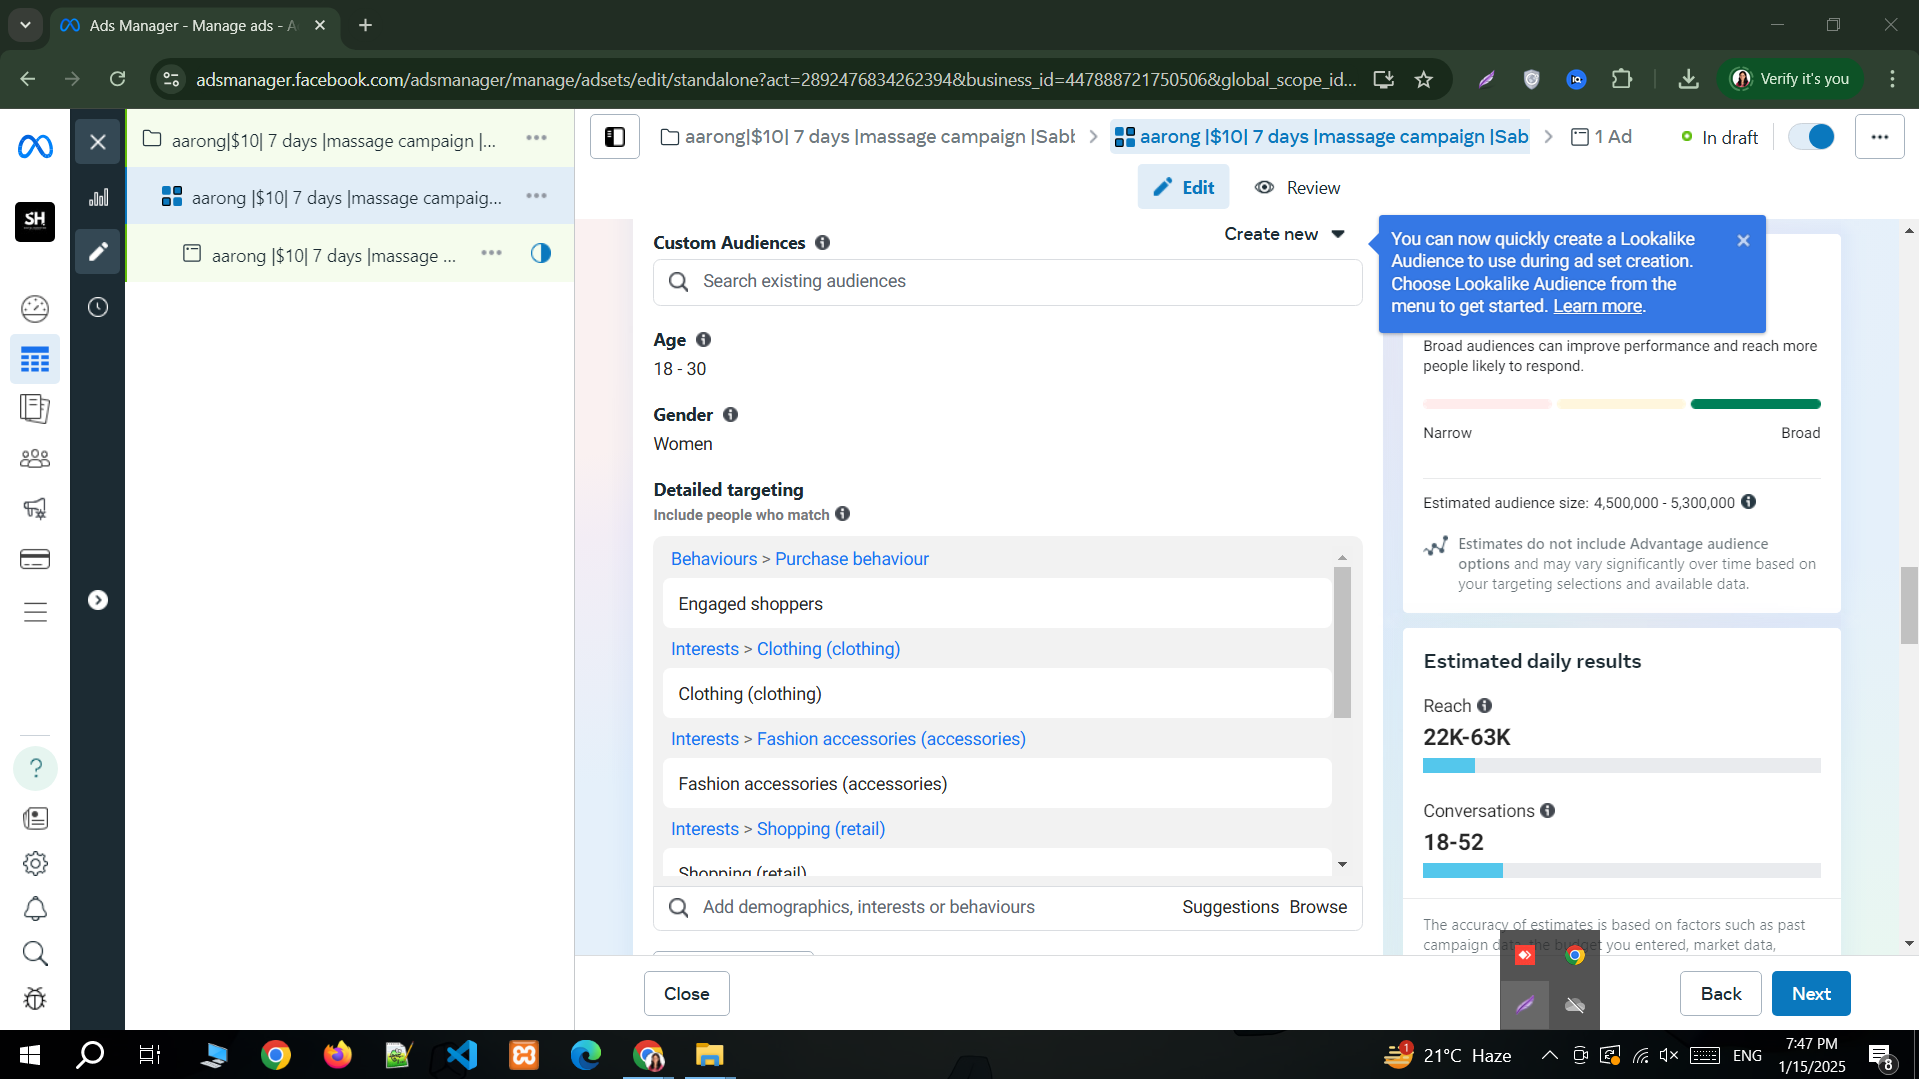 Ads Manager - Manage ads - A
adsmanager.facebook.com/adsmanager/manage/adsets/edit/standalone?act=2892476834262394&business_id=447888721750506&global_scope_id...
Verify it's you
SH
aarong|$10| 7 days |massage campaign |...
aarong |$10| 7 days |massage campaig...
aarong |$10| 7 days |massage ...
aarong|$10| 7 days |massage campaign |Sabb
aarong |$10| 7 days |massage campaign |Sab
1 Ad
In draft
Edit
Review
Custom Audiences
Create new
Search existing audiences
Age
18 - 30
Gender
Women
Detailed targeting
Include people who match
Behaviours > Purchase behaviour
Engaged shoppers
Interests > Clothing (clothing)
Clothing (clothing)
Interests > Fashion accessories (accessories)
Fashion accessories (accessories)
Interests > Shopping (retail)
Shopping (retail)
Add demographics, interests or behaviours
Suggestions
Browse
You can now quickly create a Lookalike
Audience to use during ad set creation.
Choose Lookalike Audience from the
menu to get started. Learn more.
Broad audiences can improve performance and reach more
people likely to respond.
Narrow
Broad
Estimated audience size: 4,500,000 - 5,300,000
Estimates do not include Advantage audience
options and may vary significantly over time based on
your targeting selections and available data.
Estimated daily results
Reach
22K-63K
Conversations
18-52
The accuracy of estimates is based on factors such as past
campaign data, the budget you entered, market data,
Close
Back
Next
1
21°C Haze
ENG
7:47 PM
1/15/2025
8